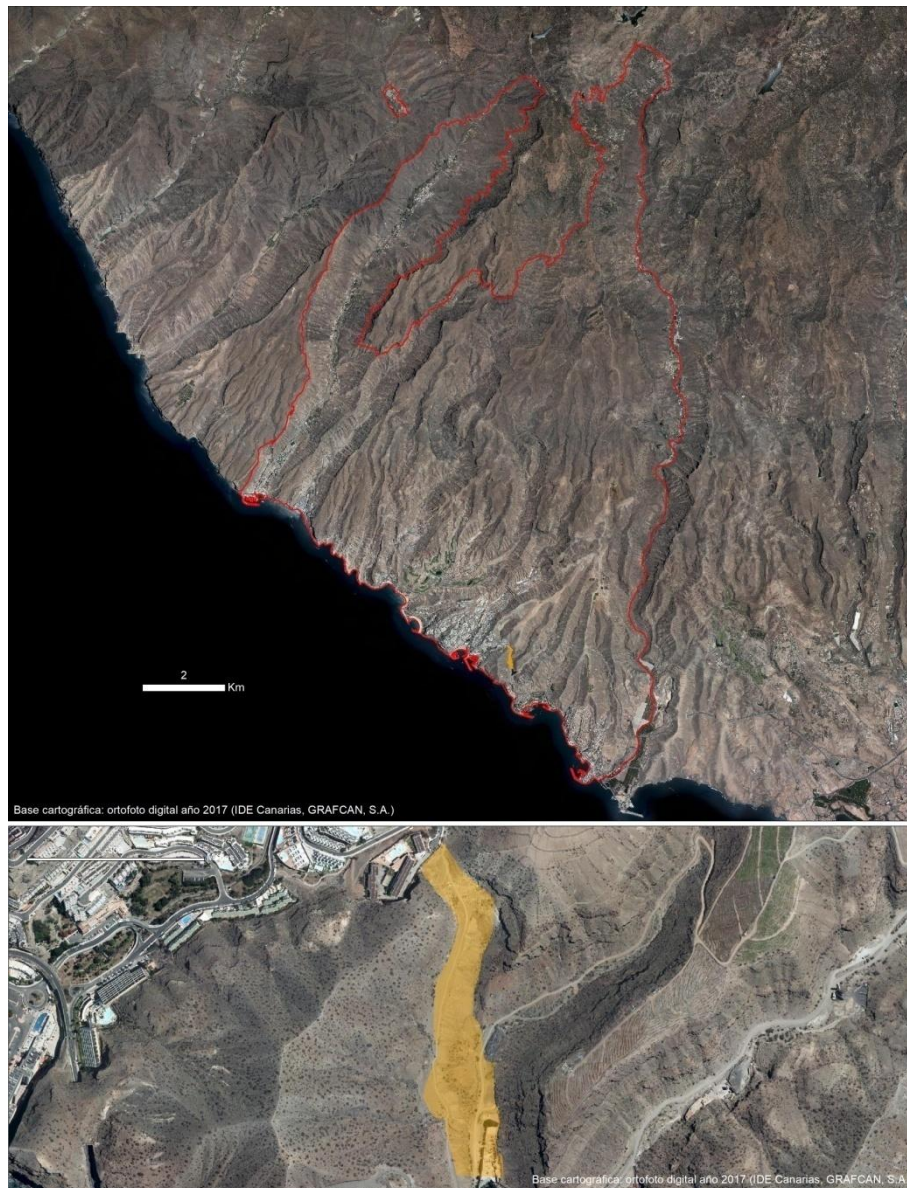 2
Km
Base cartográfica: ortofoto digital año 2017 (IDE Canarias, GRAFCAN, S.A.)
Base cartográfica: ortofoto digital año 2017 (IDE Canarias, GRAFCAN, S.A